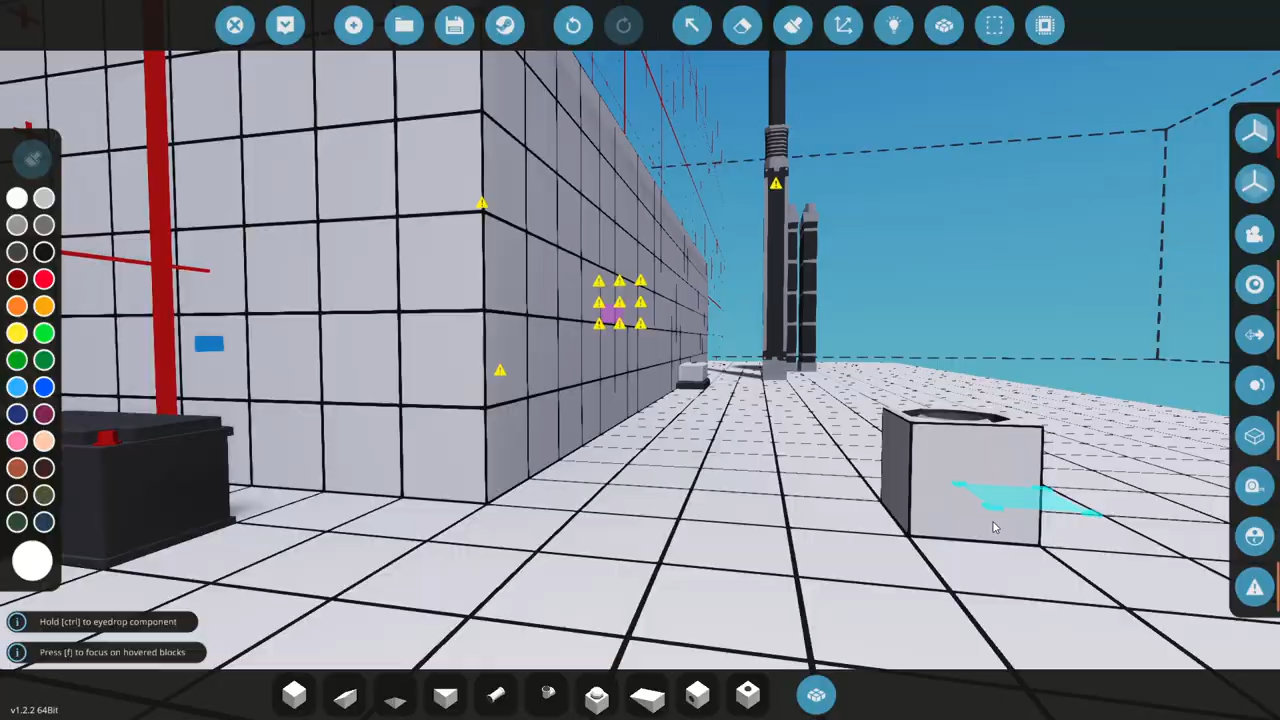 Hold [ctrl] to eyedrop component
Press [f] to focus on hovered blocks
v1.2.2 64Bit